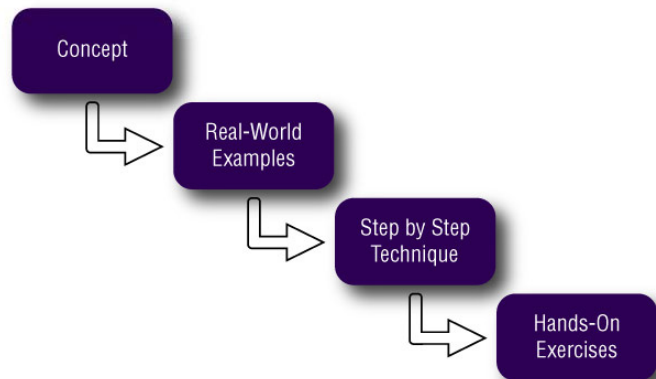 Concept
Real-World
Examples
Step by Step
Technique
Hands-On
Exercises